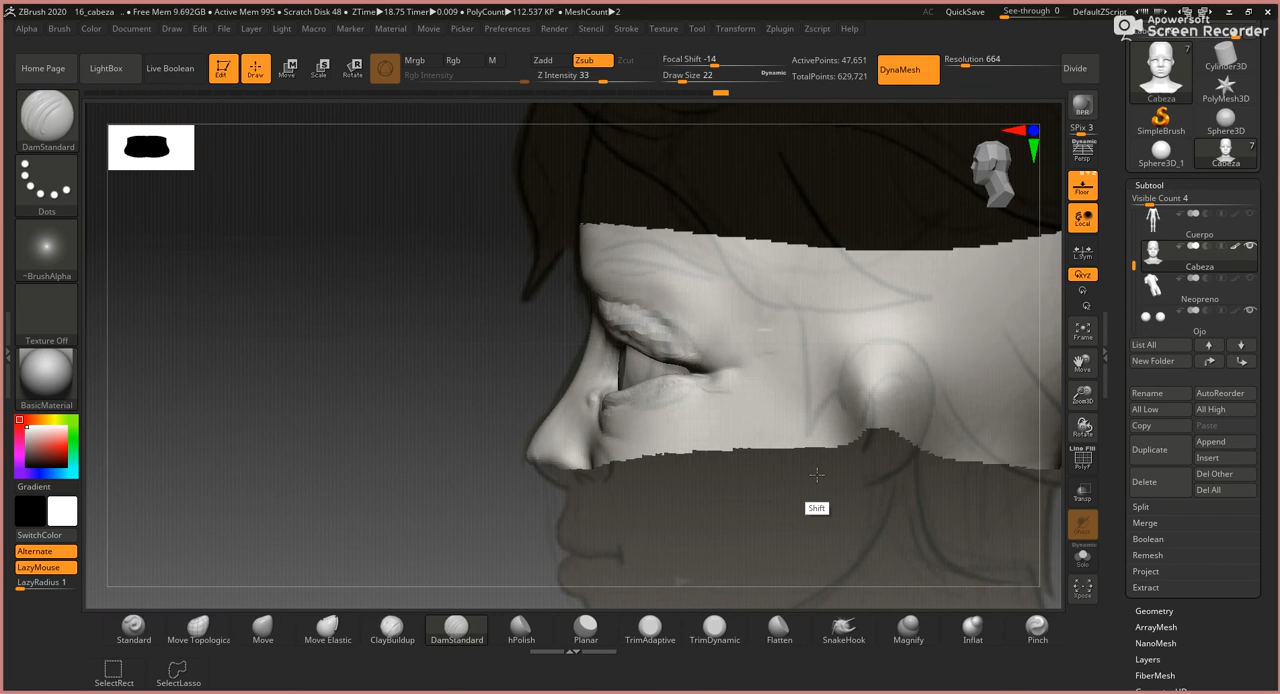 ZBrush 2020 16_cabeza .. • Free Mem 9.692GB • Active Mem 995 • Scratch Disk 48 • ZTime▶18.75 Timer▶0.009 • PolyCount▶112.537 KP • MeshCount▶2
AC QuickSave See-through 0 DefaultZScript
Apowersoft
Screen Recorder
Alpha Brush Color Document Draw Edit File Layer Light Macro Marker Material Movie Picker Preferences Render Stencil Texture Tool Transform Zplugin Zscript Help
Home Page LightBox Live Boolean Edit Draw Move Scale Rotate
Mrgb Rgb M Zadd Zsub Zcut
Rgb Intensity Z Intensity 33
Focal Shift -14
Draw Size 22 Dynamic
ActivePoints: 47,651
TotalPoints: 629,721
DynaMesh Resolution 664 Divide
DamStandard
Dots
~BrushAlpha
Texture Off
BasicMaterial
Gradient
SwitchColor
Alternate
LazyMouse
LazyRadius 1
Shift
BPR
SPix 3
Dynamic
Persp
Floor
Local
L.Sym
XYZ
Frame
Move
Zoom3D
Rotate
Line Fill
PolyF
Transp
Ghost
Dynamic
Solo
Xpose
7
Cabeza
Cylinder3D
PolyMesh3D
SimpleBrush
Sphere3D
Sphere3D_1
7
Cabeza
Subtool
Visible Count 4
Cuerpo
Cabeza
Neopreno
Ojo
List All
New Folder
Rename AutoReorder
All Low All High
Copy Paste
Duplicate Append
Insert
Delete Del Other
Del All
Split
Merge
Boolean
Remesh
Project
Extract
Geometry
ArrayMesh
NanoMesh
Layers
FiberMesh
Standard Move Topologica Move Move Elastic ClayBuildup DamStandard hPolish Planar TrimAdaptive TrimDynamic Flatten SnakeHook Magnify Inflat Pinch
SelectRect SelectLasso